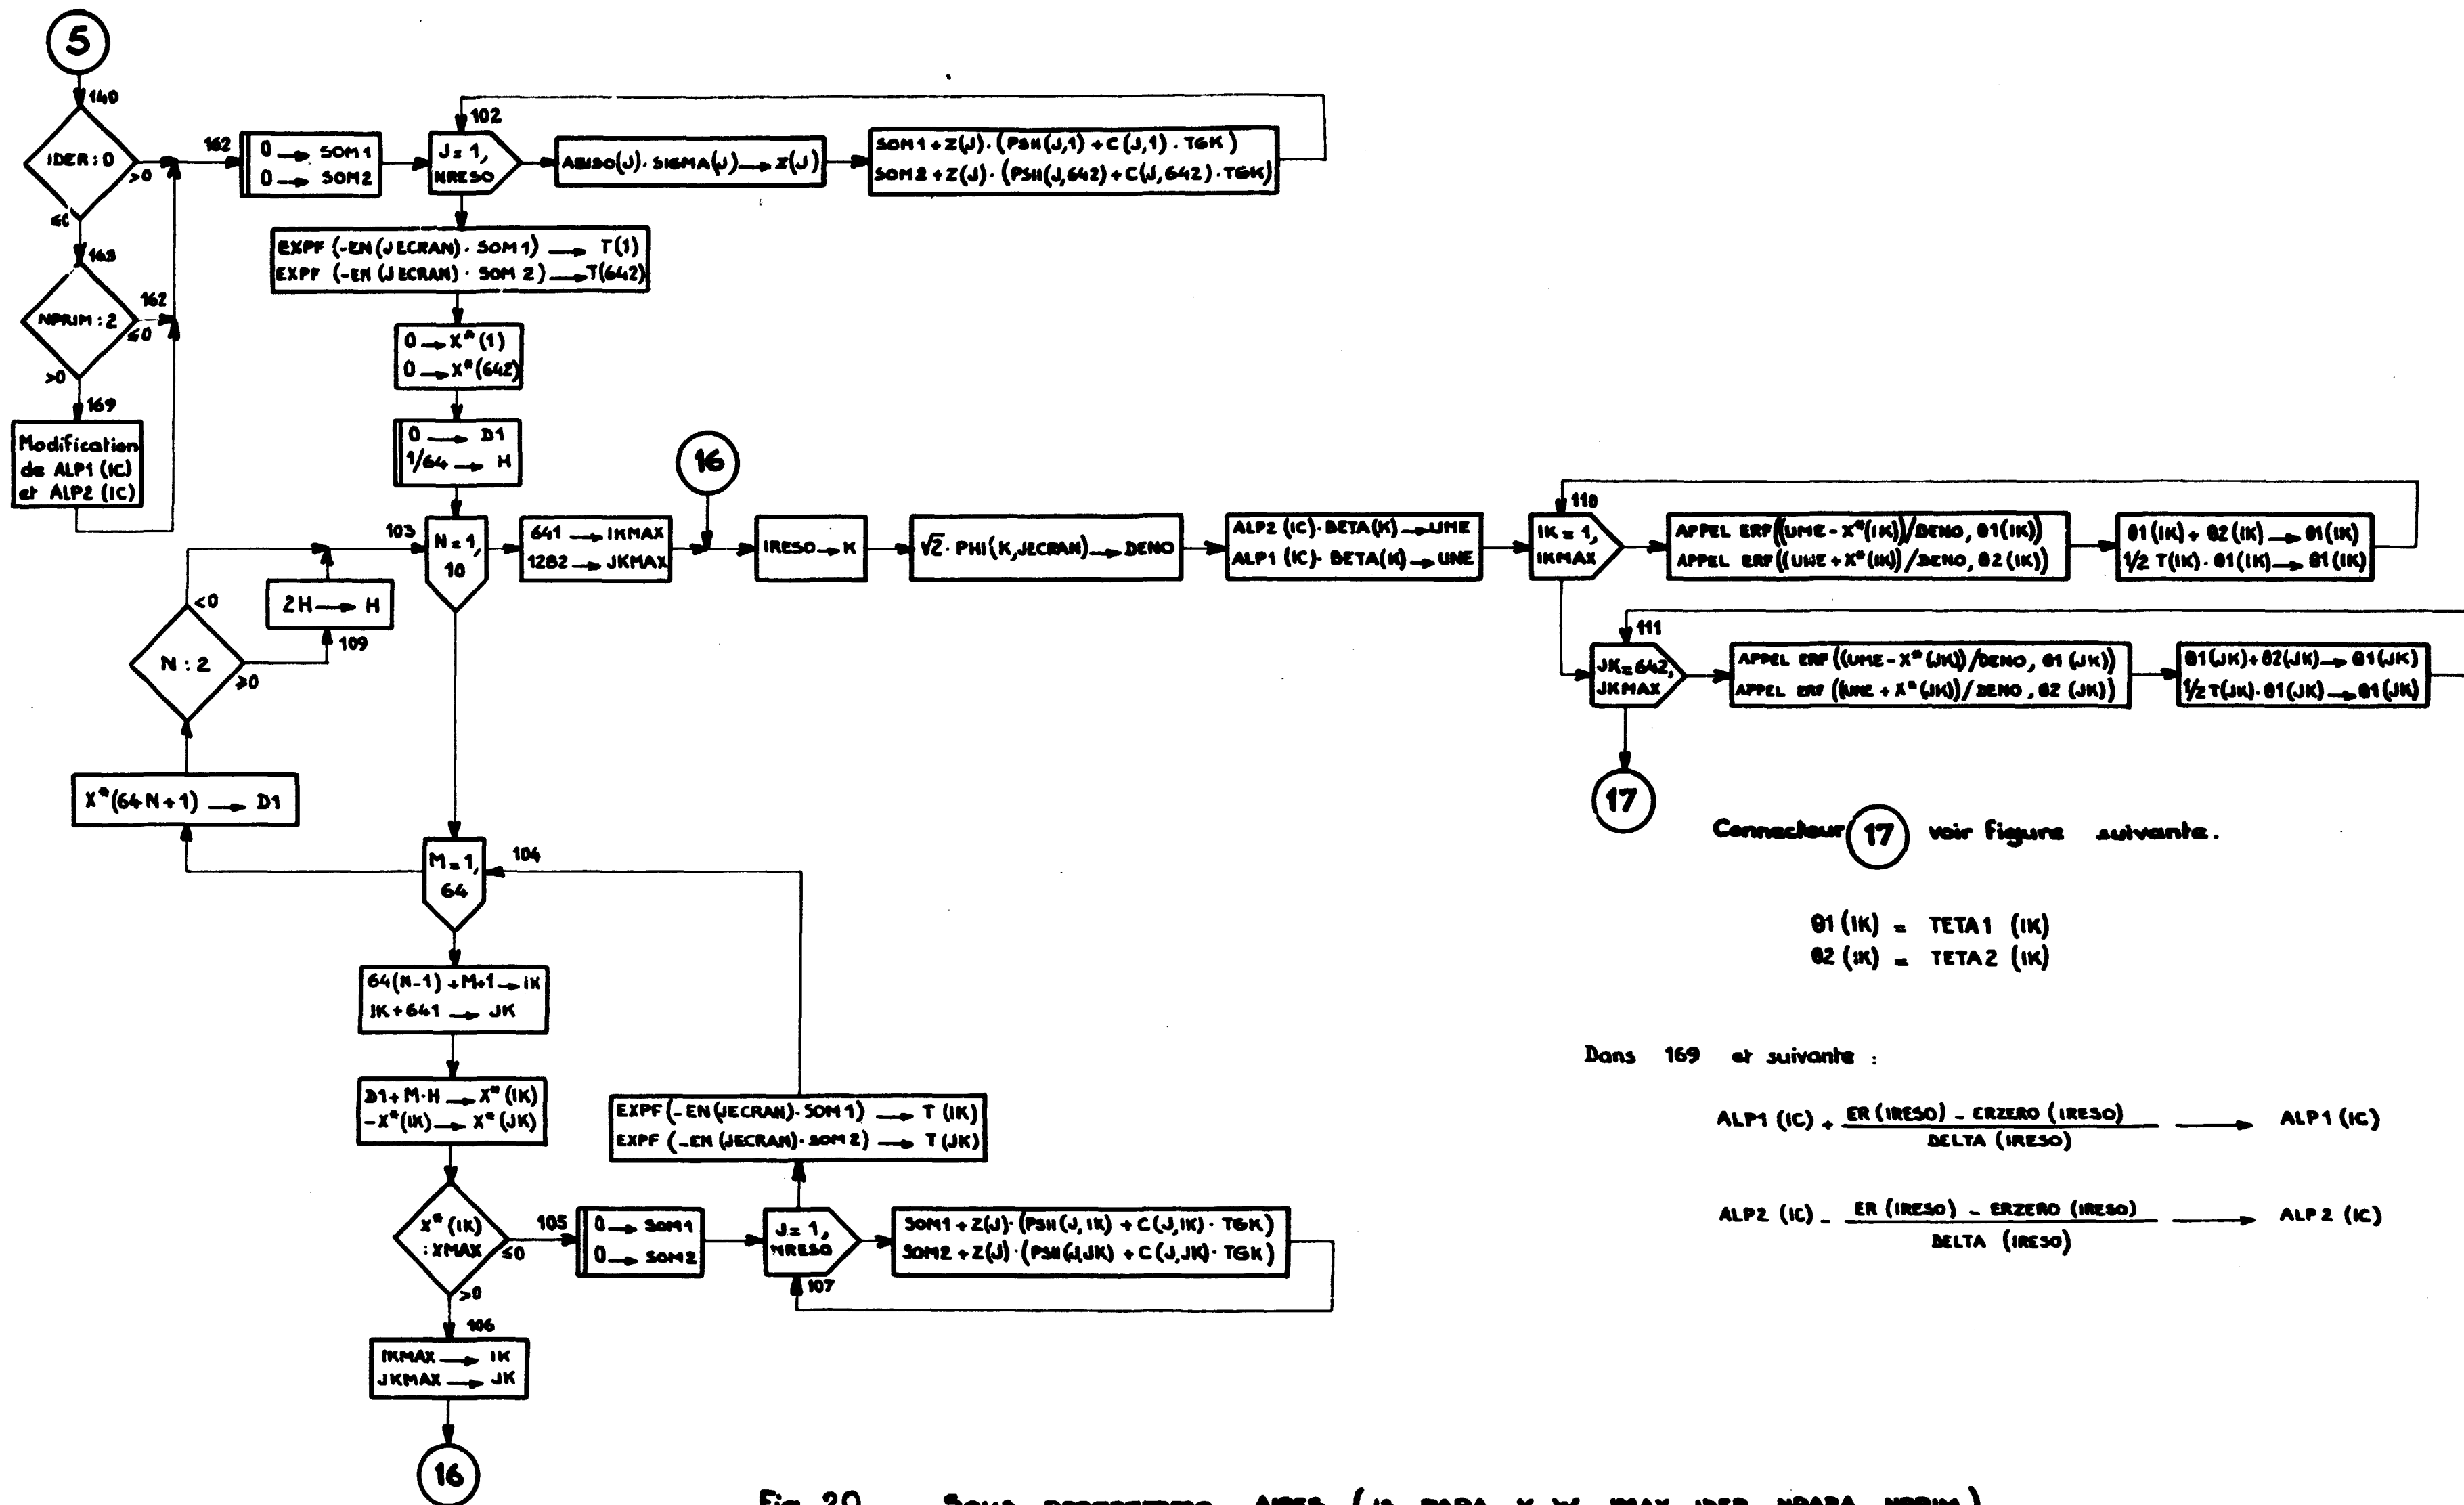 5
140
IDER : 0
>0
≤0
163
NPRIM : 2
162
≤0
>0
169
Modification
de ALP1 (IC)
et ALP2 (IC)
162
0 → SOM1
0 → SOM2
102
J = 1,
NRESO
ABISO(J) · SIGMA(J) → Z(J)
SOM1 + Z(J) · (PSH(J,1) + C(J,1) · TGK)
SOM2 + Z(J) · (PSH(J,642) + C(J,642) · TGK)
EXPF (-EN(JECRAN) · SOM1) → T(1)
EXPF (-EN(JECRAN) · SOM2) → T(642)
0 → X*(1)
0 → X*(642)
0 → D1
1/64 → H
103
N = 1,
10
641 → IKMAX
1282 → JKMAX
16
IRESO → K
√2 · PHI(K,JECRAN) → DENO
ALP2 (IC) · BETA(K) → UME
ALP1 (IC) · BETA(K) → UNE
110
IK = 1,
IKMAX
APPEL ERF((UME - X*(IK))/DENO, θ1(IK))
APPEL ERF((UNE + X*(IK))/DENO, θ2(IK))
θ1(IK) + θ2(IK) → θ1(IK)
1/2 T(IK) · θ1(IK) → θ1(IK)
111
JK = 642,
JKMAX
APPEL ERF((UME - X*(JK))/DENO, θ1(JK))
APPEL ERF((UNE + X*(JK))/DENO, θ2(JK))
θ1(JK) + θ2(JK) → θ1(JK)
1/2 T(JK) · θ1(JK) → θ1(JK)
17
Connecteur 17 voir figure suivante.
<0
2H → H
109
N : 2
≥0
X*(64N+1) → D1
M = 1,
64
104
64(N-1) + M+1 → IK
IK + 641 → JK
D1 + M·H → X*(IK)
-X*(IK) → X*(JK)
X*(IK)
: XMAX
≤0
>0
105
0 → SOM1
0 → SOM2
J = 1,
NRESO
107
SOM1 + Z(J) · (PSH(J,IK) + C(J,IK) · TGK)
SOM2 + Z(J) · (PSH(J,JK) + C(J,JK) · TGK)
EXPF (-EN(JECRAN) · SOM1) → T(IK)
EXPF (-EN(JECRAN) · SOM2) → T(JK)
106
IKMAX → IK
JKMAX → JK
16
θ1 (IK) = TETA1 (IK)
θ2 (IK) = TETA2 (IK)
Dans 169 et suivante :
ALP1 (IC) + ER (IRESO) - ERZERO (IRESO) / DELTA (IRESO) → ALP1 (IC)
ALP2 (IC) - ER (IRESO) - ERZERO (IRESO) / DELTA (IRESO) → ALP2 (IC)
Fig. 20